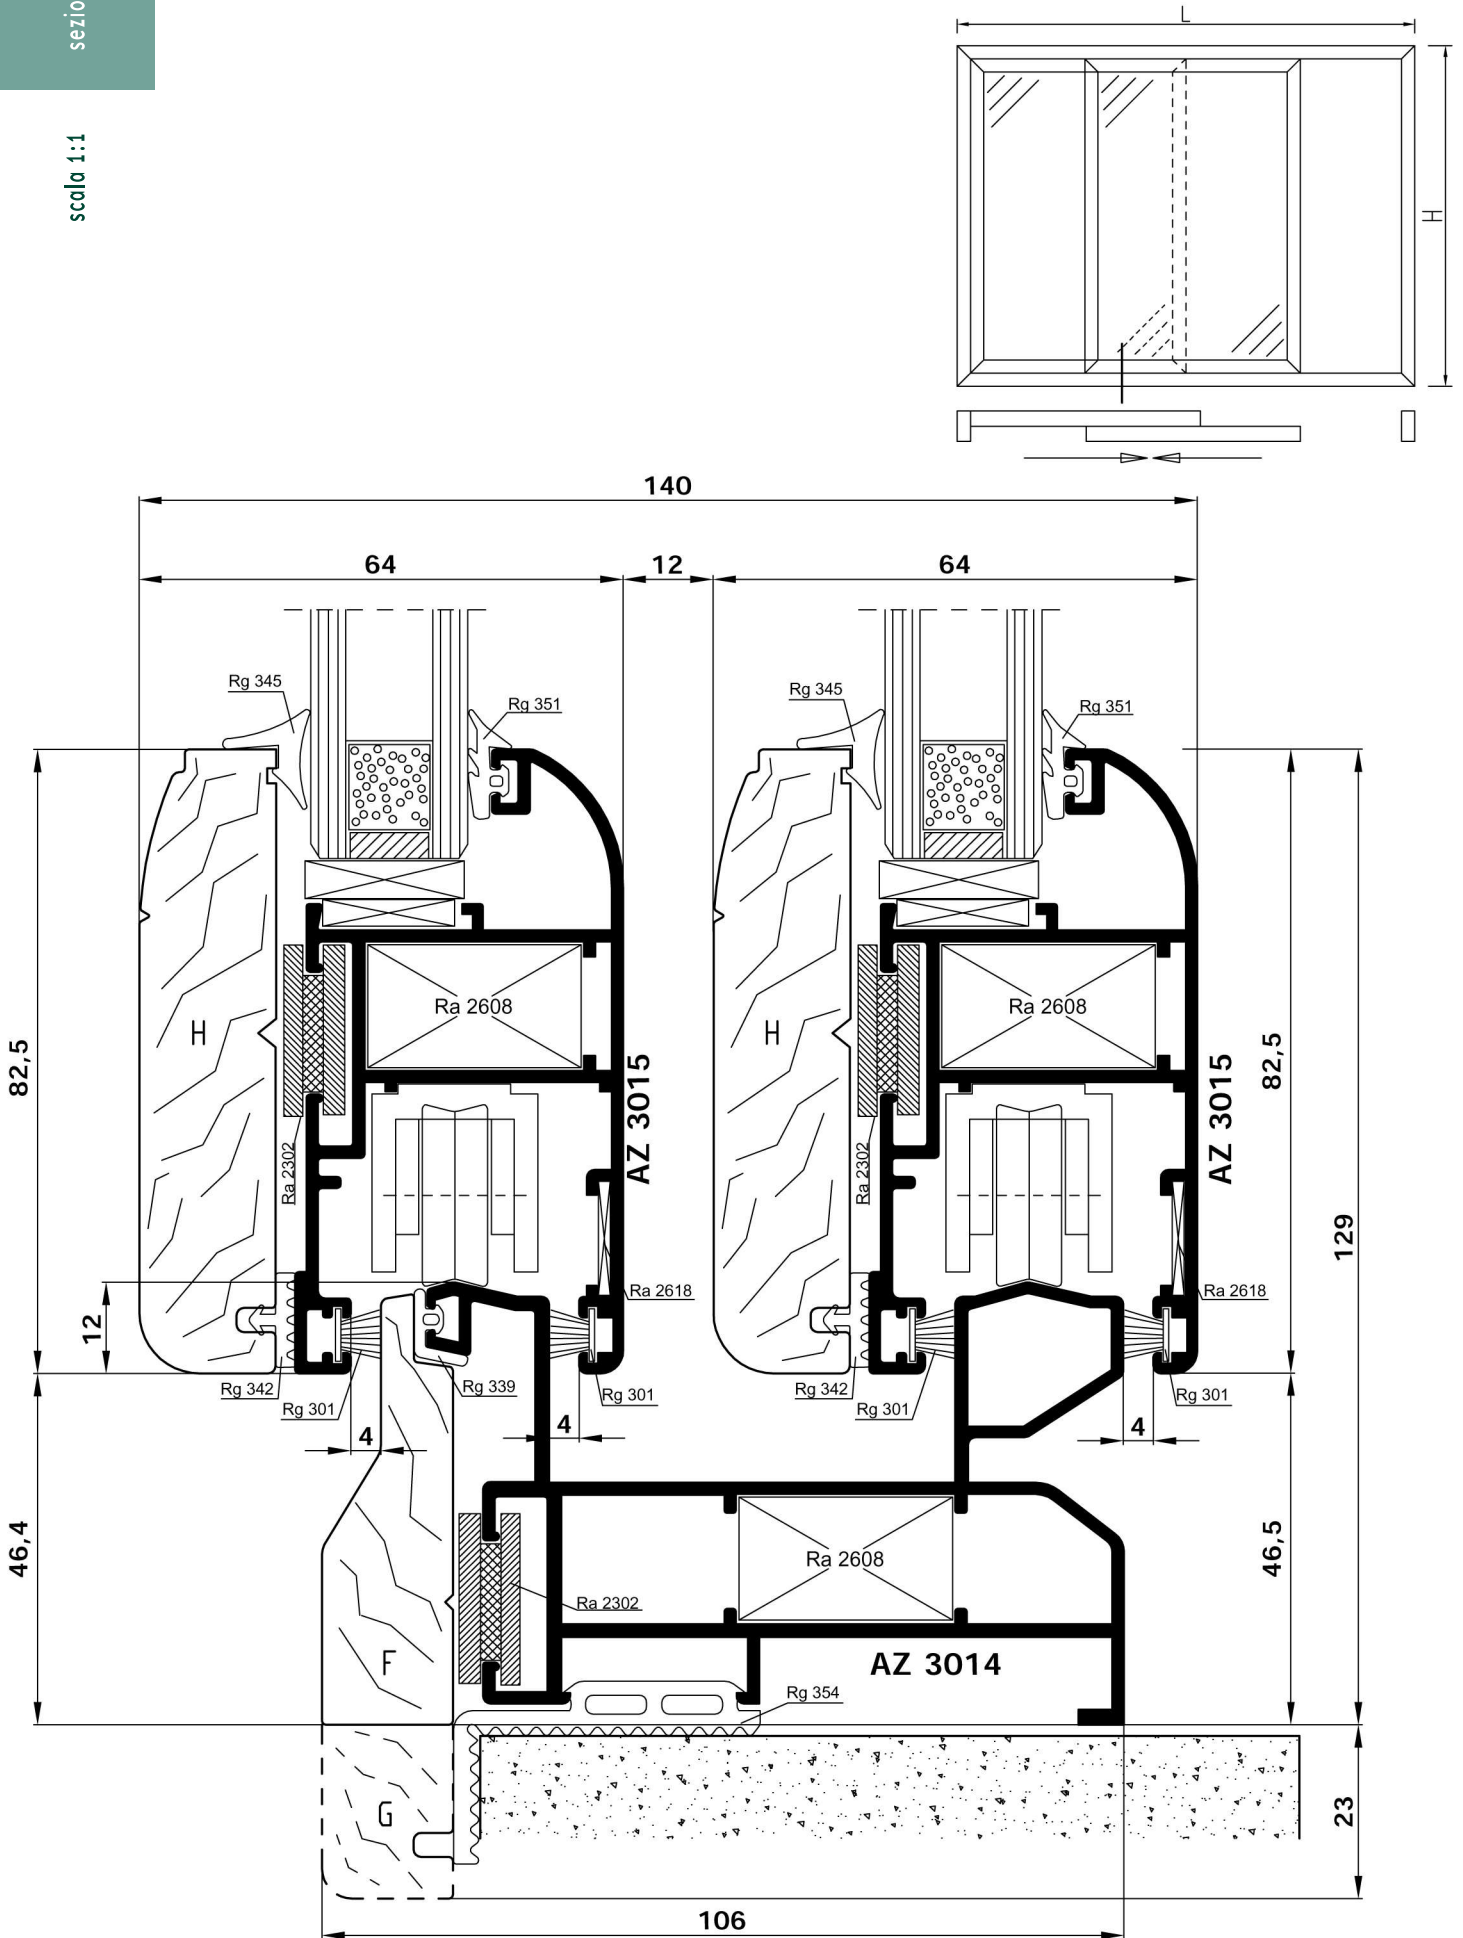 sezio
scala 1:1
L
H
140
64
12
64
Rg 345
Rg 351
Rg 345
Rg 351
Ra 2608
Ra 2608
H
H
82,5
82,5
AZ 3015
AZ 3015
Ra 2302
Ra 2302
129
Ra 2618
Ra 2618
12
Rg 342
Rg 301
Rg 339
Rg 301
Rg 342
Rg 301
Rg 301
4
4
4
46,4
46,5
Ra 2608
Ra 2302
F
AZ 3014
Rg 354
G
23
106